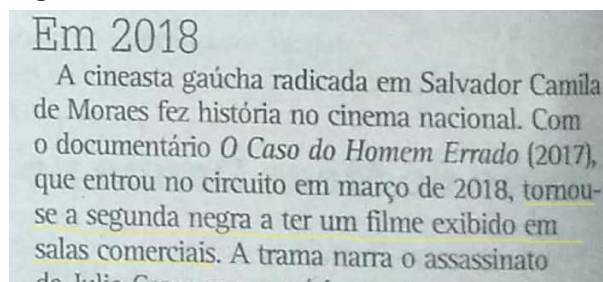 Em 2018
A cineasta gaúcha radicada em Salvador Camila
de Moraes fez história no cinema nacional. Com
o documentário O Caso do Homem Errado (2017),
que entrou no circuito em março de 2018, tornou-
se a segunda negra a ter um filme exibido em
salas comerciais. A trama narra o assassinato